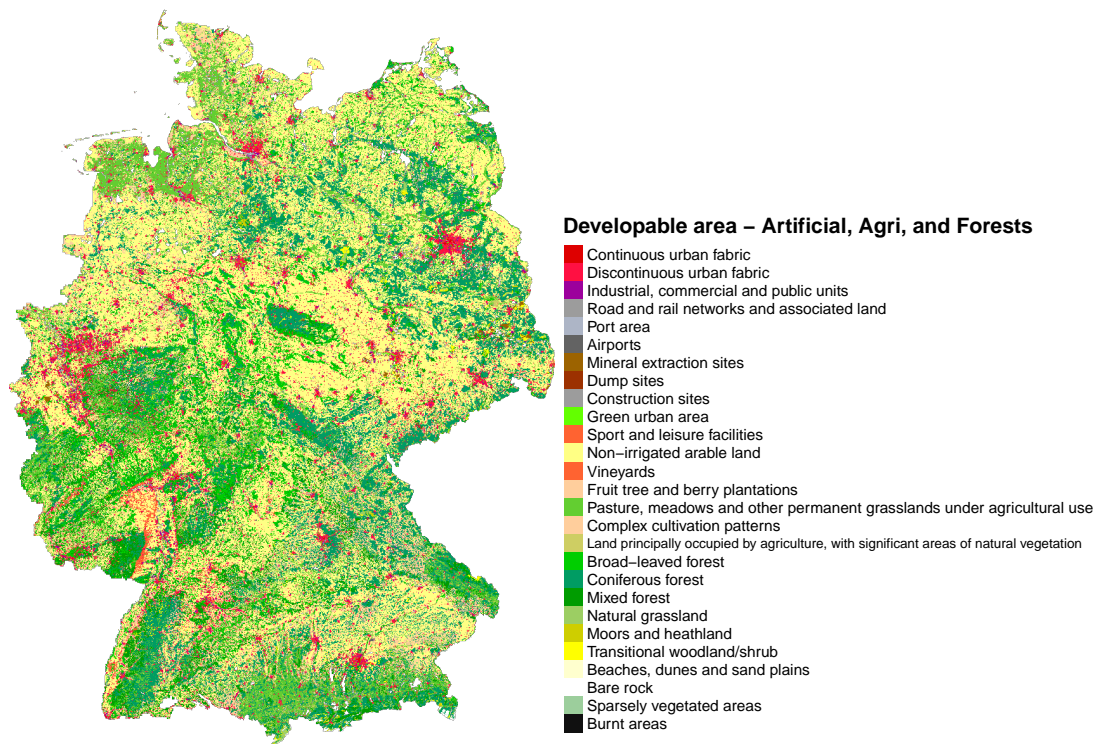 Developable area – Artificial, Agri, and Forests
Continuous urban fabric
Discontinuous urban fabric
Industrial, commercial and public units
Road and rail networks and associated land
Port area
Airports
Mineral extraction sites
Dump sites
Construction sites
Green urban area
Sport and leisure facilities
Non−irrigated arable land
Vineyards
Fruit tree and berry plantations
Pasture, meadows and other permanent grasslands under agricultural use
Complex cultivation patterns
Land principally occupied by agriculture, with significant areas of natural vegetation
Broad−leaved forest
Coniferous forest
Mixed forest
Natural grassland
Moors and heathland
Transitional woodland/shrub
Beaches, dunes and sand plains
Bare rock
Sparsely vegetated areas
Burnt areas